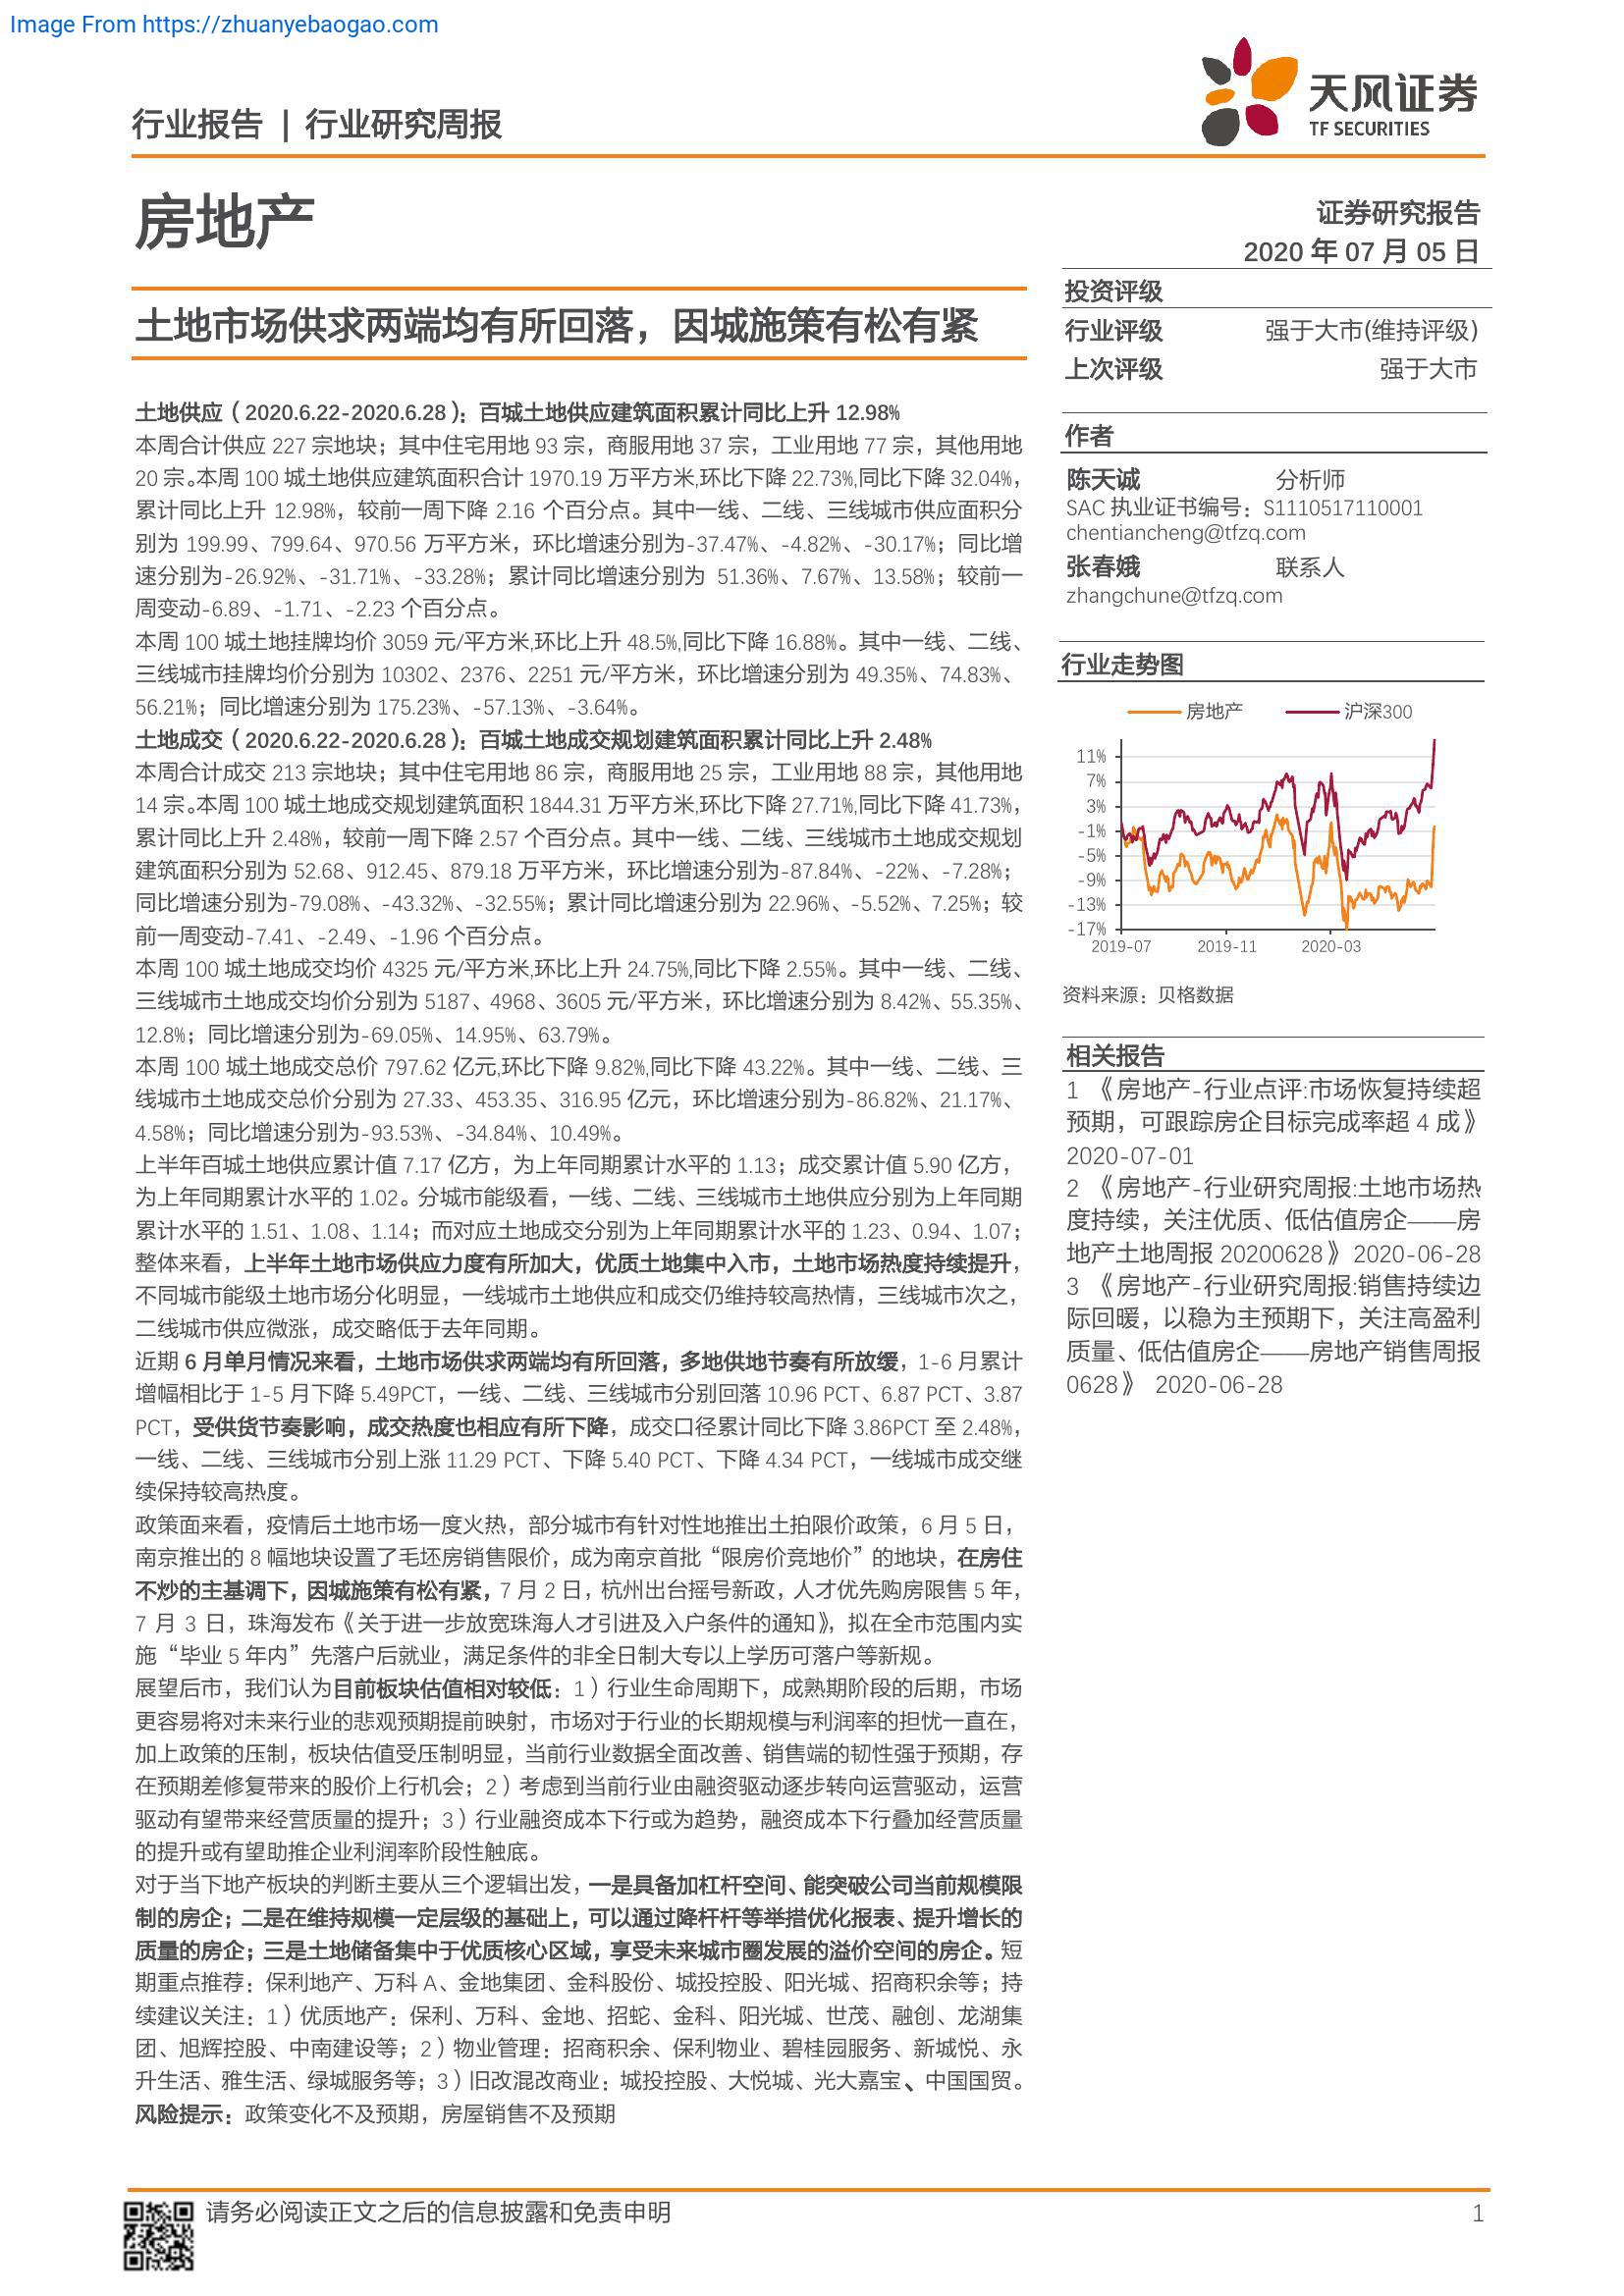 Image From https://zhuanyebaogao.com
行业报告 | 行业研究周报
天风证券
TF SECURITIES
房地产
证券研究报告
2020 年 07 月 05 日
土地市场供求两端均有所回落，因城施策有松有紧
土地供应（2020.6.22-2020.6.28）：百城土地供应建筑面积累计同比上升 12.98%
本周合计供应 227 宗地块；其中住宅用地 93 宗，商服用地 37 宗，工业用地 77 宗，其他用地
20 宗。本周 100 城土地供应建筑面积合计 1970.19 万平方米,环比下降 22.73%,同比下降 32.04%，
累计同比上升 12.98%，较前一周下降 2.16 个百分点。其中一线、二线、三线城市供应面积分
别为 199.99、799.64、970.56 万平方米，环比增速分别为-37.47%、-4.82%、-30.17%；同比增
速分别为-26.92%、-31.71%、-33.28%；累计同比增速分别为 51.36%、7.67%、13.58%；较前一
周变动-6.89、-1.71、-2.23 个百分点。
本周 100 城土地挂牌均价 3059 元/平方米,环比上升 48.5%,同比下降 16.88%。其中一线、二线、
三线城市挂牌均价分别为 10302、2376、2251 元/平方米，环比增速分别为 49.35%、74.83%、
56.21%；同比增速分别为 175.23%、-57.13%、-3.64%。
土地成交（2020.6.22-2020.6.28）：百城土地成交规划建筑面积累计同比上升 2.48%
本周合计成交 213 宗地块；其中住宅用地 86 宗，商服用地 25 宗，工业用地 88 宗，其他用地
14 宗。本周 100 城土地成交规划建筑面积 1844.31 万平方米,环比下降 27.71%,同比下降 41.73%，
累计同比上升 2.48%，较前一周下降 2.57 个百分点。其中一线、二线、三线城市土地成交规划
建筑面积分别为 52.68、912.45、879.18 万平方米，环比增速分别为-87.84%、-22%、-7.28%；
同比增速分别为-79.08%、-43.32%、-32.55%；累计同比增速分别为 22.96%、-5.52%、7.25%；较
前一周变动-7.41、-2.49、-1.96 个百分点。
本周 100 城土地成交均价 4325 元/平方米,环比上升 24.75%,同比下降 2.55%。其中一线、二线、
三线城市土地成交均价分别为 5187、4968、3605 元/平方米，环比增速分别为 8.42%、55.35%、
12.8%；同比增速分别为-69.05%、14.95%、63.79%。
本周 100 城土地成交总价 797.62 亿元,环比下降 9.82%,同比下降 43.22%。其中一线、二线、三
线城市土地成交总价分别为 27.33、453.35、316.95 亿元，环比增速分别为-86.82%、21.17%、
4.58%；同比增速分别为-93.53%、-34.84%、10.49%。
上半年百城土地供应累计值 7.17 亿方，为上年同期累计水平的 1.13；成交累计值 5.90 亿方，
为上年同期累计水平的 1.02。分城市能级看，一线、二线、三线城市土地供应分别为上年同期
累计水平的 1.51、1.08、1.14；而对应土地成交分别为上年同期累计水平的 1.23、0.94、1.07；
整体来看，上半年土地市场供应力度有所加大，优质土地集中入市，土地市场热度持续提升，
不同城市能级土地市场分化明显，一线城市土地供应和成交仍维持较高热情，三线城市次之，
二线城市供应微涨，成交略低于去年同期。
近期 6 月单月情况来看，土地市场供求两端均有所回落，多地供地节奏有所放缓，1-6 月累计
增幅相比于 1-5 月下降 5.49PCT，一线、二线、三线城市分别回落 10.96 PCT、6.87 PCT、3.87
PCT，受供货节奏影响，成交热度也相应有所下降，成交口径累计同比下降 3.86PCT 至 2.48%，
一线、二线、三线城市分别上涨 11.29 PCT、下降 5.40 PCT、下降 4.34 PCT，一线城市成交继
续保持较高热度。
政策面来看，疫情后土地市场一度火热，部分城市有针对性地推出土拍限价政策，6 月 5 日，
南京推出的 8 幅地块设置了毛坯房销售限价，成为南京首批“限房价竞地价”的地块，在房住
不炒的主基调下，因城施策有松有紧，7 月 2 日，杭州出台摇号新政，人才优先购房限售 5 年，
7 月 3 日，珠海发布《关于进一步放宽珠海人才引进及入户条件的通知》，拟在全市范围内实
施“毕业 5 年内”先落户后就业，满足条件的非全日制大专以上学历可落户等新规。
展望后市，我们认为目前板块估值相对较低：1）行业生命周期下，成熟期阶段的后期，市场
更容易将对未来行业的悲观预期提前映射，市场对于行业的长期规模与利润率的担忧一直在，
加上政策的压制，板块估值受压制明显，当前行业数据全面改善、销售端的韧性强于预期，存
在预期差修复带来的股价上行机会；2）考虑到当前行业由融资驱动逐步转向运营驱动，运营
驱动有望带来经营质量的提升；3）行业融资成本下行或为趋势，融资成本下行叠加经营质量
的提升或有望助推企业利润率阶段性触底。
对于当下地产板块的判断主要从三个逻辑出发，一是具备加杠杆空间、能突破公司当前规模限
制的房企；二是在维持规模一定层级的基础上，可以通过降杆杆等举措优化报表、提升增长的
质量的房企；三是土地储备集中于优质核心区域，享受未来城市圈发展的溢价空间的房企。短
期重点推荐：保利地产、万科 A、金地集团、金科股份、城投控股、阳光城、招商积余等；持
续建议关注：1）优质地产：保利、万科、金地、招蛇、金科、阳光城、世茂、融创、龙湖集
团、旭辉控股、中南建设等；2）物业管理：招商积余、保利物业、碧桂园服务、新城悦、永
升生活、雅生活、绿城服务等；3）旧改混改商业：城投控股、大悦城、光大嘉宝、中国国贸。
风险提示：政策变化不及预期，房屋销售不及预期
投资评级
行业评级 强于大市(维持评级)
上次评级 强于大市
作者
陈天诚 分析师
SAC 执业证书编号：S1110517110001
chentiancheng@tfzq.com
张春娥 联系人
zhangchune@tfzq.com
行业走势图
房地产 沪深300
11%
7%
3%
-1%
-5%
-9%
-13%
-17%
2019-07 2019-11 2020-03
资料来源：贝格数据
相关报告
1 《房地产-行业点评:市场恢复持续超
预期，可跟踪房企目标完成率超 4 成》
2020-07-01
2 《房地产-行业研究周报:土地市场热
度持续，关注优质、低估值房企——房
地产土地周报 20200628》 2020-06-28
3 《房地产-行业研究周报:销售持续边
际回暖，以稳为主预期下，关注高盈利
质量、低估值房企——房地产销售周报
0628》 2020-06-28
请务必阅读正文之后的信息披露和免责申明
1